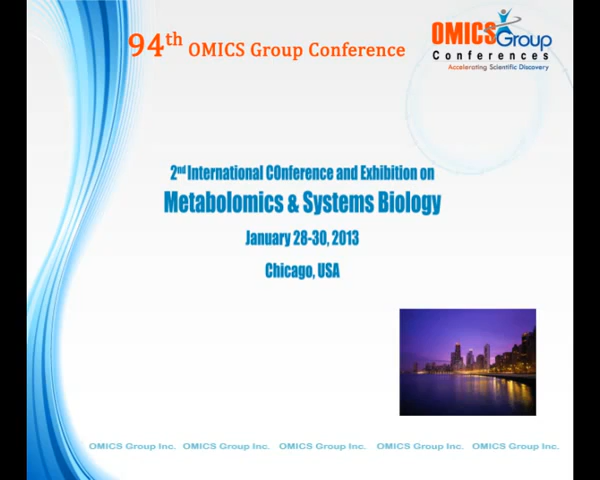 94th OMICS Group Conference
OMICS Group
Conferences
Accelerating Scientific Discovery
2nd International COnference and Exhibition on
Metabolomics & Systems Biology
January 28-30, 2013
Chicago, USA
OMICS Group Inc. OMICS Group Inc. OMICS Group Inc. OMICS Group Inc. OMICS Group Inc.